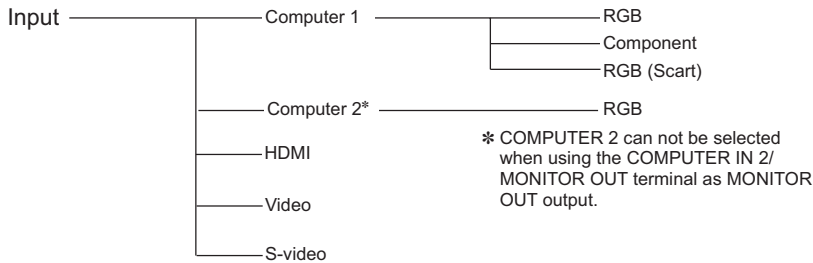 Input
Computer 1
RGB
Component
RGB (Scart)
Computer 2*
RGB
HDMI
Video
S-video
✽ COMPUTER 2 can not be selected
when using the COMPUTER IN 2/
MONITOR OUT terminal as MONITOR
OUT output.